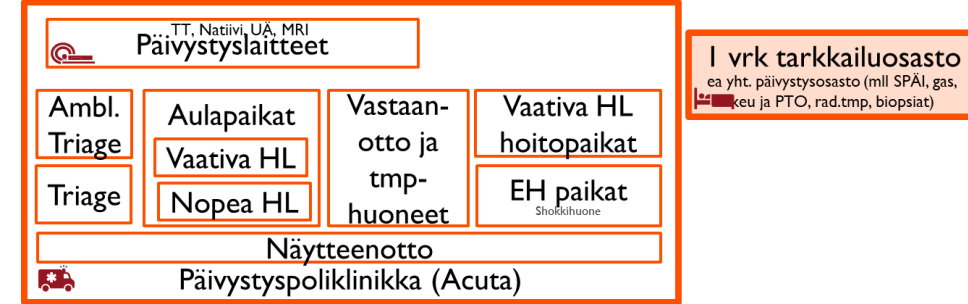 TT, Natiivi, UÄ, MRI
Päivystyslaitteet
Ambl.
Triage
Triage
Aulapaikat
Vaativa HL
Nopea HL
Vastaan-
otto ja
tmp-
huoneet
Vaativa HL
hoitopaikat
EH paikat
Shokkihuone
Näytteenotto
Päivystyspoliklinikka (Acuta)
1 vrk tarkkailuosasto
ea yht. päivystysosasto (mll SPÄI, gas,
keu ja PTO, rad.tmp, biopsiat)